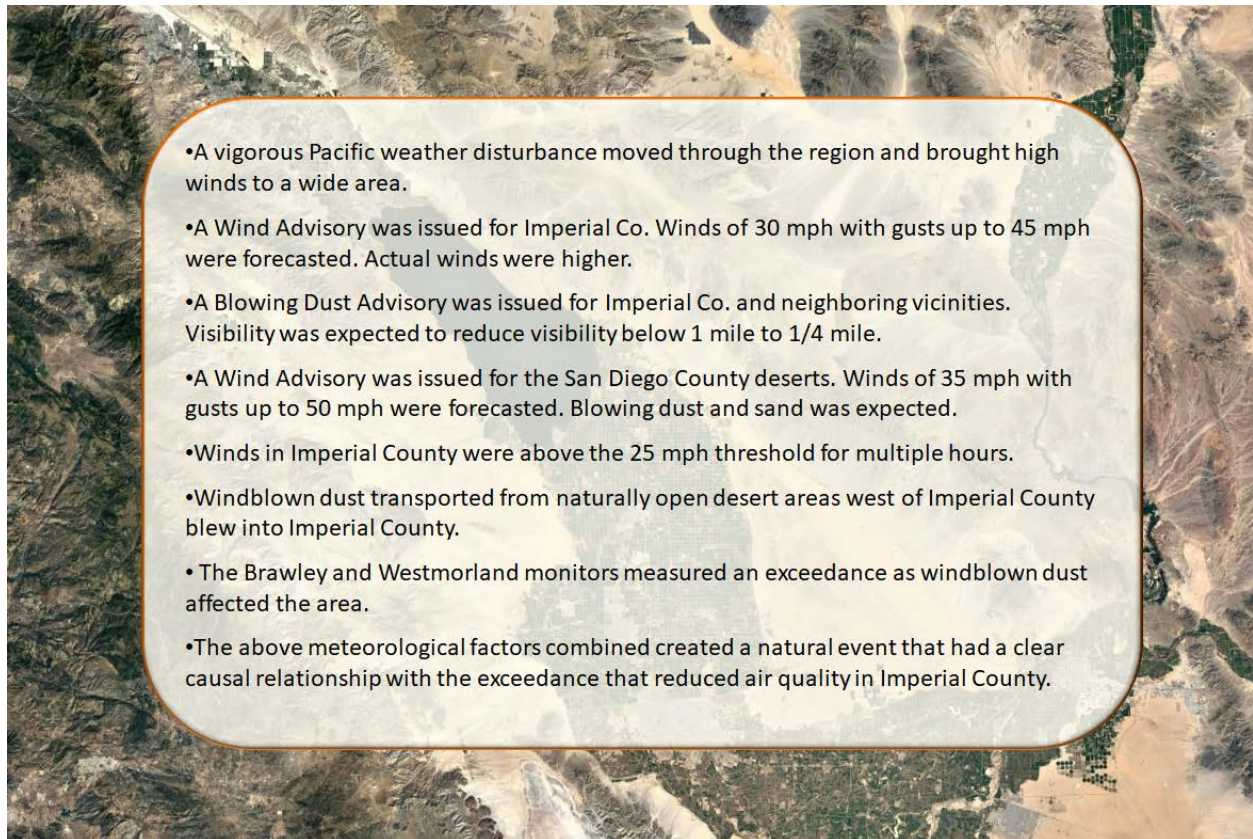 •A vigorous Pacific weather disturbance moved through the region and brought high
winds to a wide area.
•A Wind Advisory was issued for Imperial Co. Winds of 30 mph with gusts up to 45 mph
were forecasted. Actual winds were higher.
•A Blowing Dust Advisory was issued for Imperial Co. and neighboring vicinities.
Visibility was expected to reduce visibility below 1 mile to 1/4 mile.
•A Wind Advisory was issued for the San Diego County deserts. Winds of 35 mph with
gusts up to 50 mph were forecasted. Blowing dust and sand was expected.
•Winds in Imperial County were above the 25 mph threshold for multiple hours.
•Windblown dust transported from naturally open desert areas west of Imperial County
blew into Imperial County.
• The Brawley and Westmorland monitors measured an exceedance as windblown dust
affected the area.
•The above meteorological factors combined created a natural event that had a clear
causal relationship with the exceedance that reduced air quality in Imperial County.